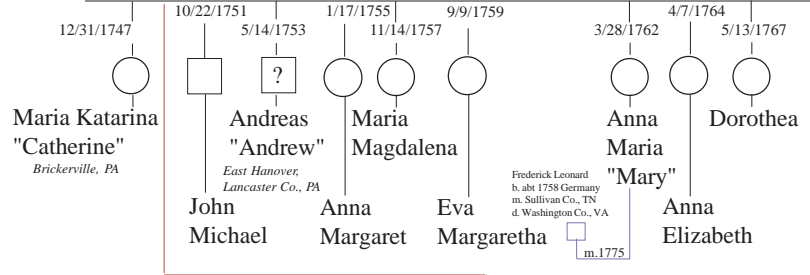 10/22/1751
1/17/1755
9/9/1759
4/7/1764
12/31/1747
5/14/1753
11/14/1757
3/28/1762
5/13/1767
?
Maria Katarina
"Catherine"
Brickerville, PA
Andreas
"Andrew"
East Hanover,
Lancaster Co., PA
Maria
Magdalena
Anna
Maria
"Mary"
Dorothea
Frederick Leonard
b. abt 1758 Germany
m. Sullivan Co., TN
d. Washington Co., VA
John
Michael
Anna
Margaret
Eva
Margaretha
m.1775
Anna
Elizabeth